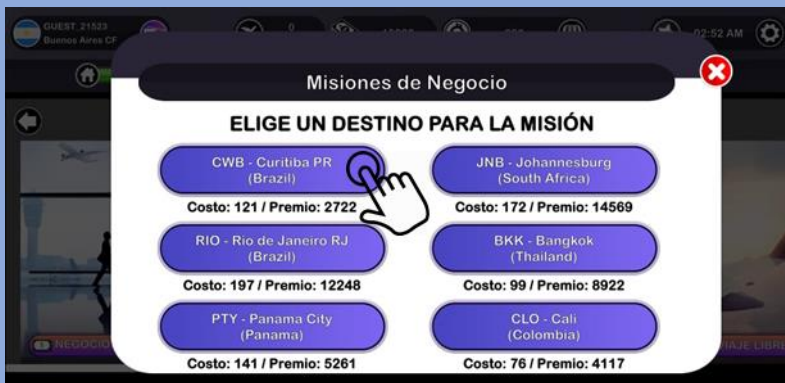 GUEST_21523
Buenos Aires CF
02:52 AM
Misiones de Negocio
ELIGE UN DESTINO PARA LA MISIÓN
CWB - Curitiba PR
(Brazil)
Costo: 121 / Premio: 2722
JNB - Johannesburg
(South Africa)
Costo: 172 / Premio: 14569
RIO - Rio de Janeiro RJ
(Brazil)
Costo: 197 / Premio: 12248
BKK - Bangkok
(Thailand)
Costo: 99 / Premio: 8922
PTY - Panama City
(Panama)
Costo: 141 / Premio: 5261
CLO - Cali
(Colombia)
Costo: 76 / Premio: 4117
NEGOCIO
VIAJE LIBRE